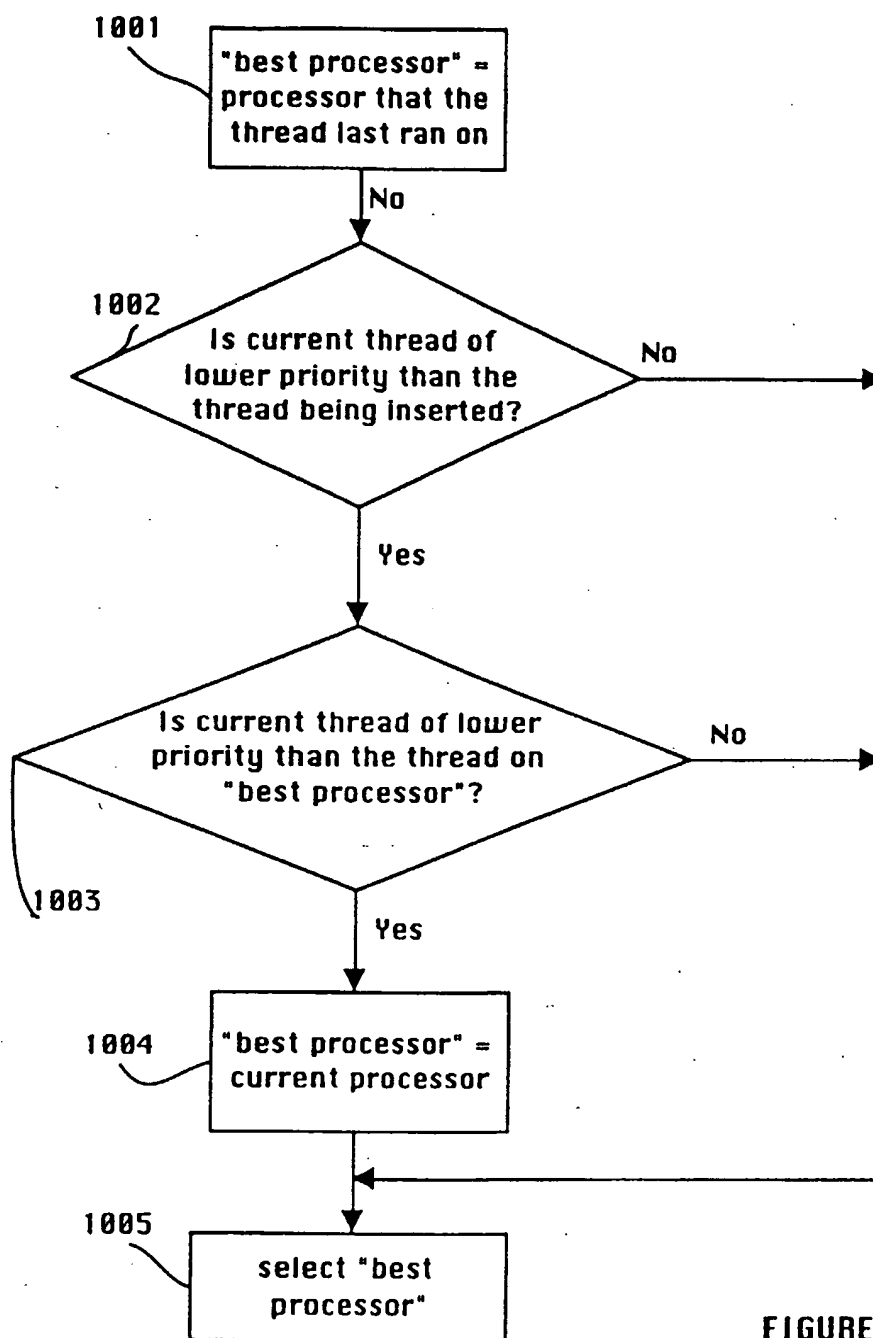 1001
"best processor" =
processor that the
thread last ran on
No
1002
Is current thread of
lower priority than the
thread being inserted?
No
Yes
Is current thread of lower
priority than the thread on
"best processor"?
No
1003
Yes
1004
"best processor" =
current processor
1005
select "best
processor"
FIGURE